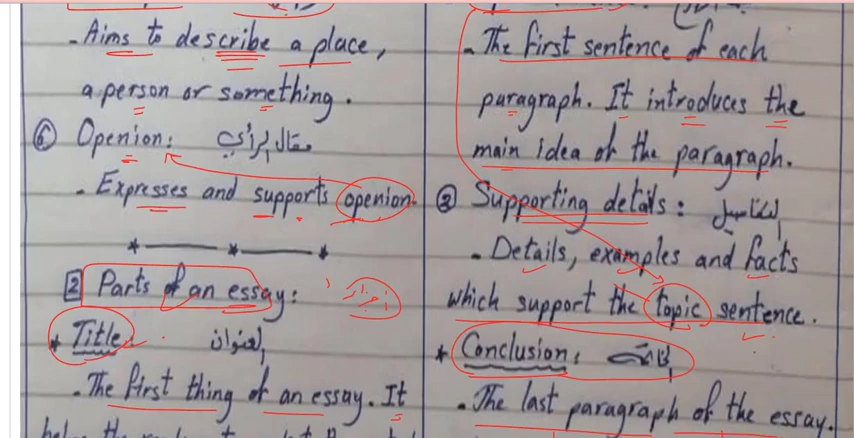 - Aims to describe a place,
a person or something.
⑥ Openion: مقال الرأي
- Expresses and supports openion.
* —— * —— *
2 Parts of an essay:
* Title: العنوان
- The first thing of an essay. It
- The first sentence of each
paragraph. It introduces the
main idea of the paragraph.
② Supporting details: التفاصيل
- Details, examples and facts
which support the topic sentence.
* Conclusion: الخاتمة
- The last paragraph of the essay.